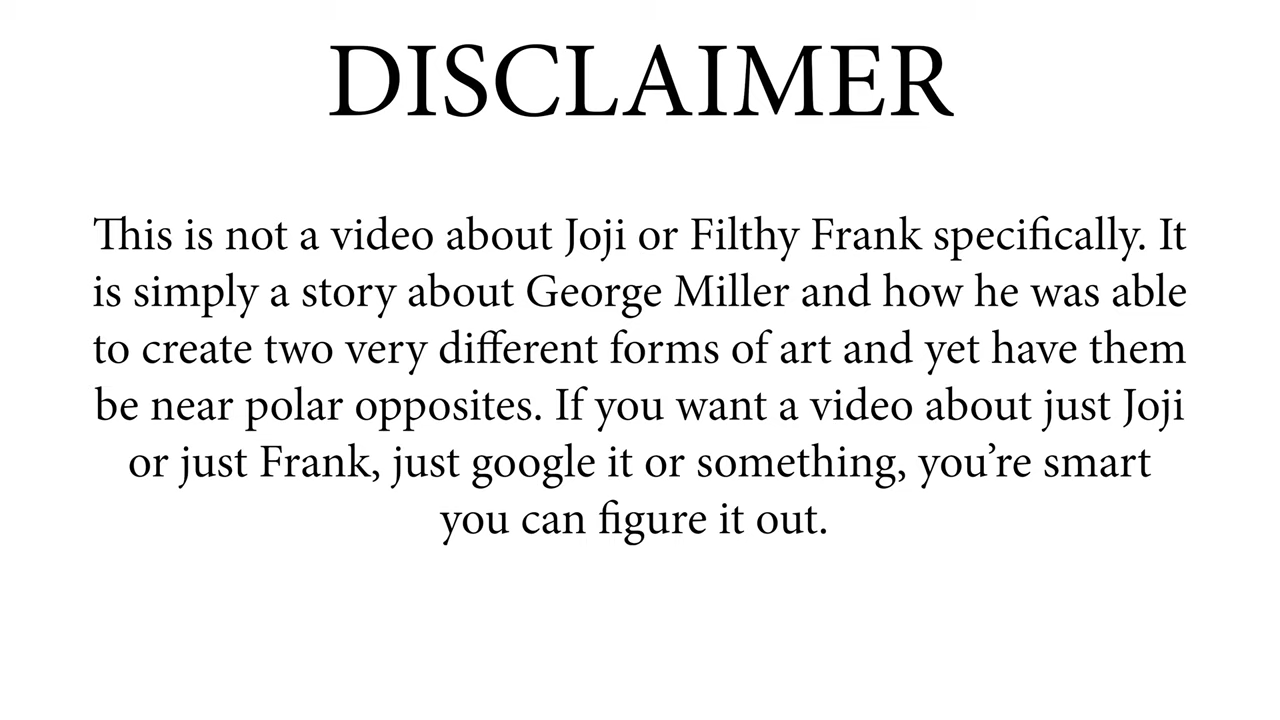 DISCLAIMER
This is not a video about Joji or Filthy Frank specifically. It
is simply a story about George Miller and how he was able
to create two very different forms of art and yet have them
be near polar opposites. If you want a video about just Joji
or just Frank, just google it or something, you’re smart
you can figure it out.